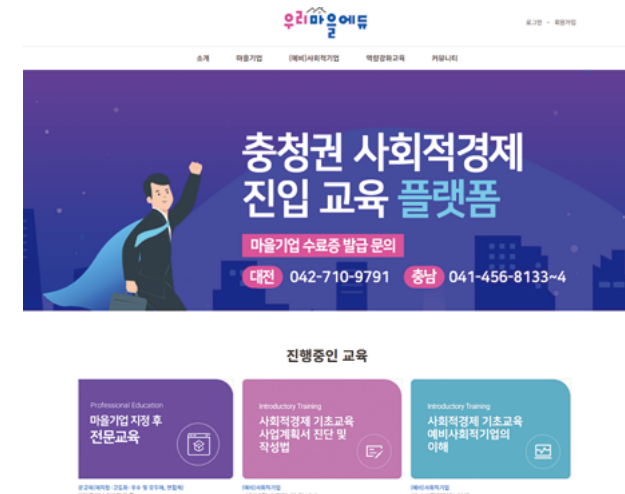 우리마을에듀
로그인 · 회원가입
소개 마을기업 (예비)사회적기업 역량강화교육 커뮤니티
충청권 사회적경제
진입 교육 플랫폼
마을기업 수료증 발급 문의
대전 042-710-9791 충남 041-456-8133~4
진행중인 교육
Professional Education
마을기업 지정 후
전문교육
Introductory Training
사회적경제 기초교육
사업계획서 진단 및
작성법
Introductory Training
사회적경제 기초교육
예비사회적기업의
이해
(예비)사회적기업
(예비)사회적기업